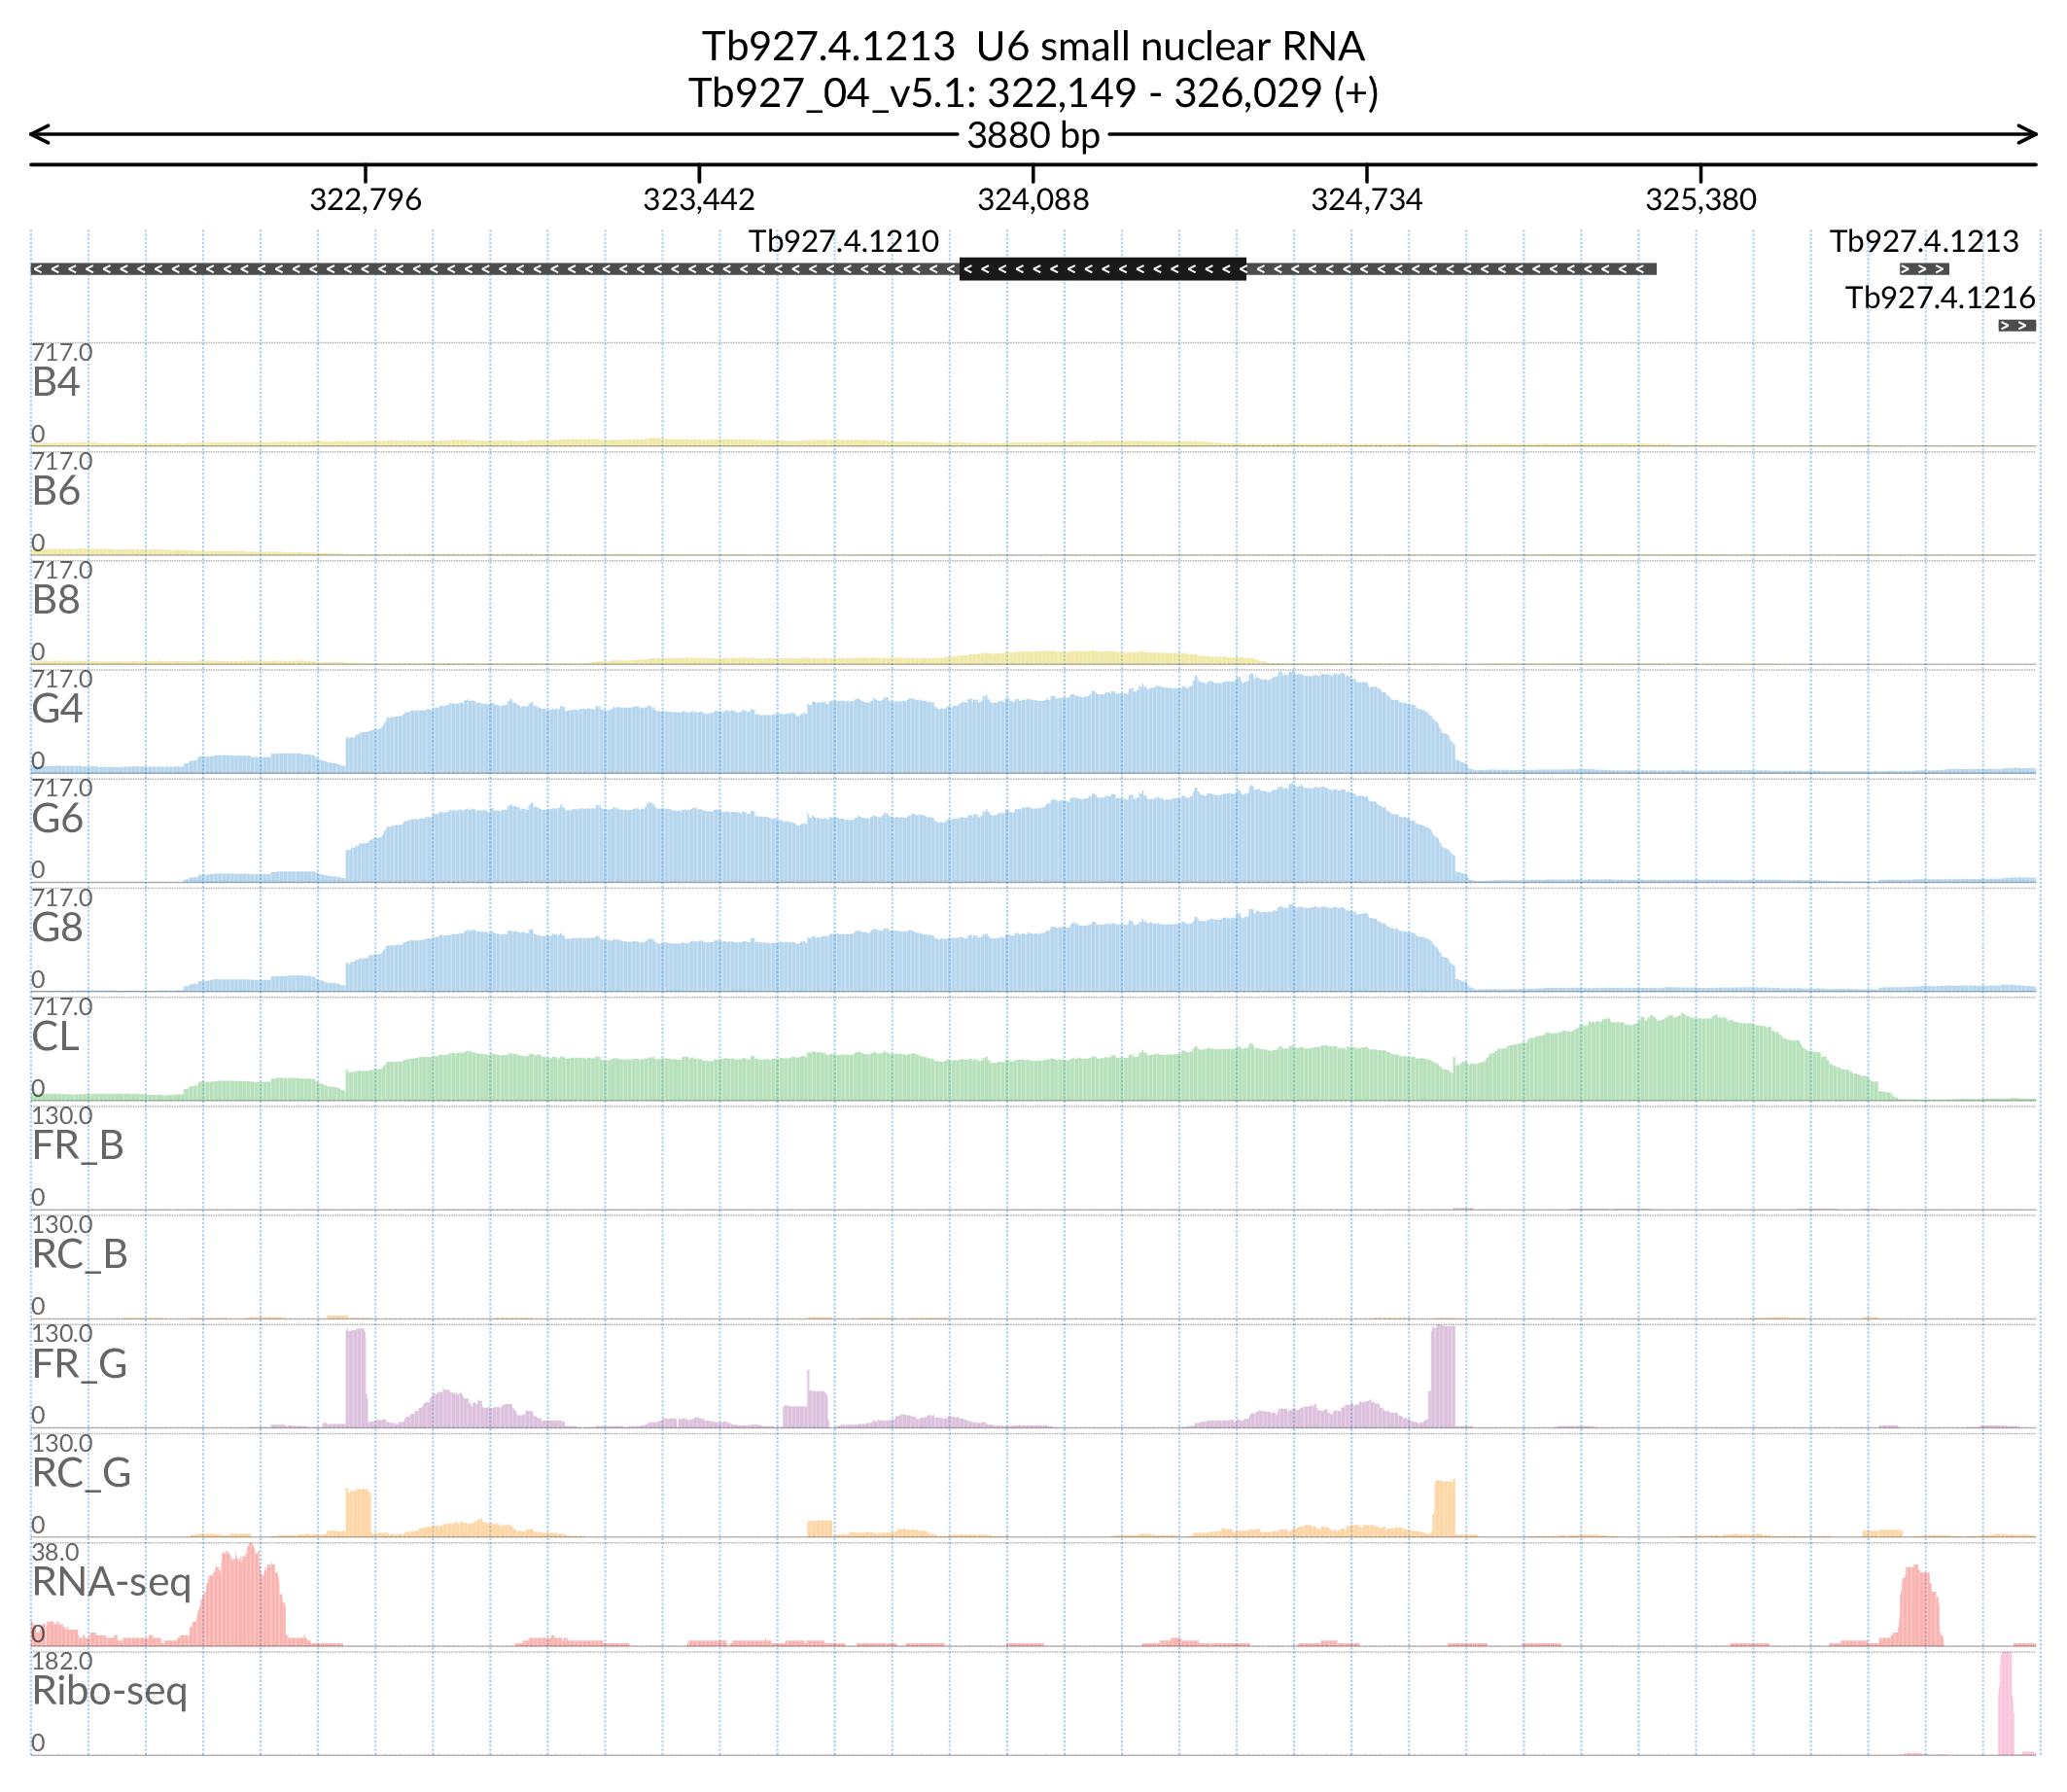 Tb927.4.1213 U6 small nuclear RNA
Tb927_04_v5.1: 322,149 - 326,029 (+)
3880 bp
322,796 323,442 324,088 324,734 325,380
Tb927.4.1210 Tb927.4.1213
Tb927.4.1216
717.0
B4
0
717.0
B6
0
717.0
B8
0
717.0
G4
0
717.0
G6
0
717.0
G8
0
717.0
CL
0
130.0
FR_B
0
130.0
RC_B
0
130.0
FR_G
0
130.0
RC_G
0
38.0
RNA-seq
0
182.0
Ribo-seq
0